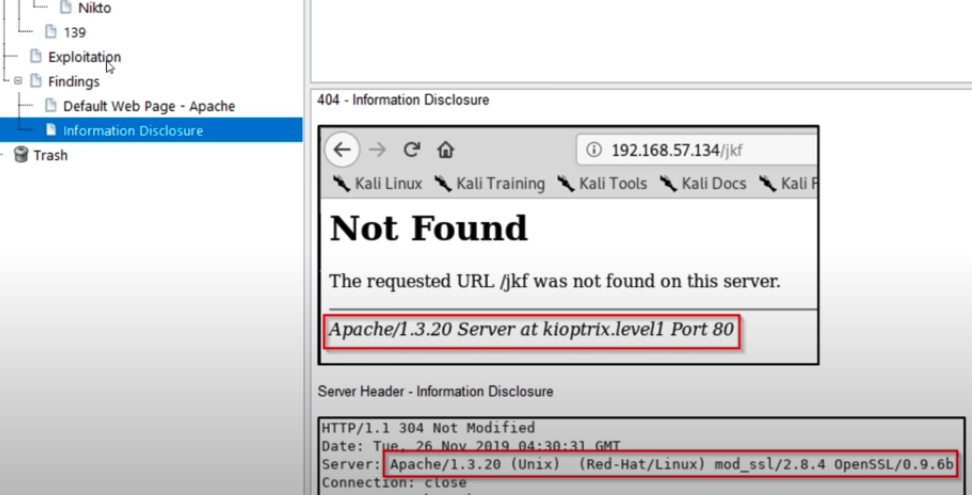 Nikto
139
Exploitation
Findings
Default Web Page - Apache
Information Disclosure
Trash
404 - Information Disclosure
192.168.57.134/jkf
Kali Linux Kali Training Kali Tools Kali Docs Kali
Not Found
The requested URL /jkf was not found on this server.
Apache/1.3.20 Server at kioptrix.level1 Port 80
Server Header - Information Disclosure
HTTP/1.1 304 Not Modified
Date: Tue, 26 Nov 2019 04:30:31 GMT
Server: Apache/1.3.20 (Unix) (Red-Hat/Linux) mod_ssl/2.8.4 OpenSSL/0.9.6b
Connection: close